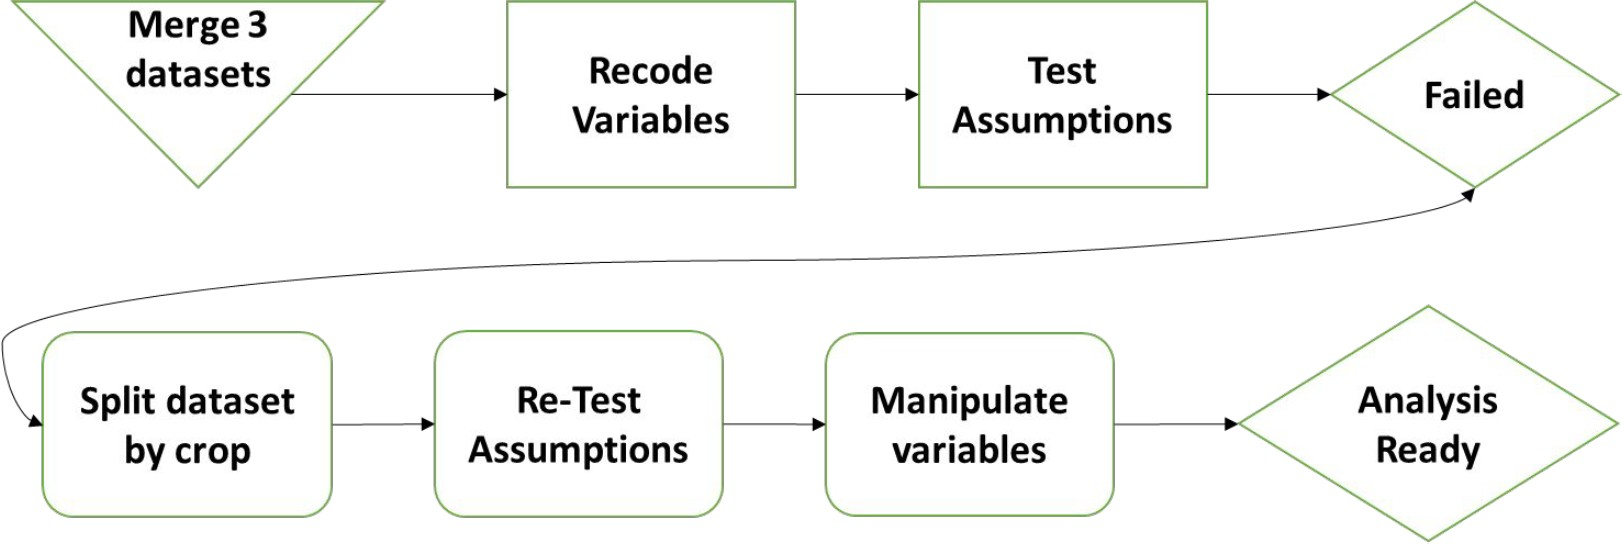 Merge 3
datasets
Recode
Variables
Test
Assumptions
Failed
Split dataset
by crop
Re-Test
Assumptions
Manipulate
variables
Analysis
Ready